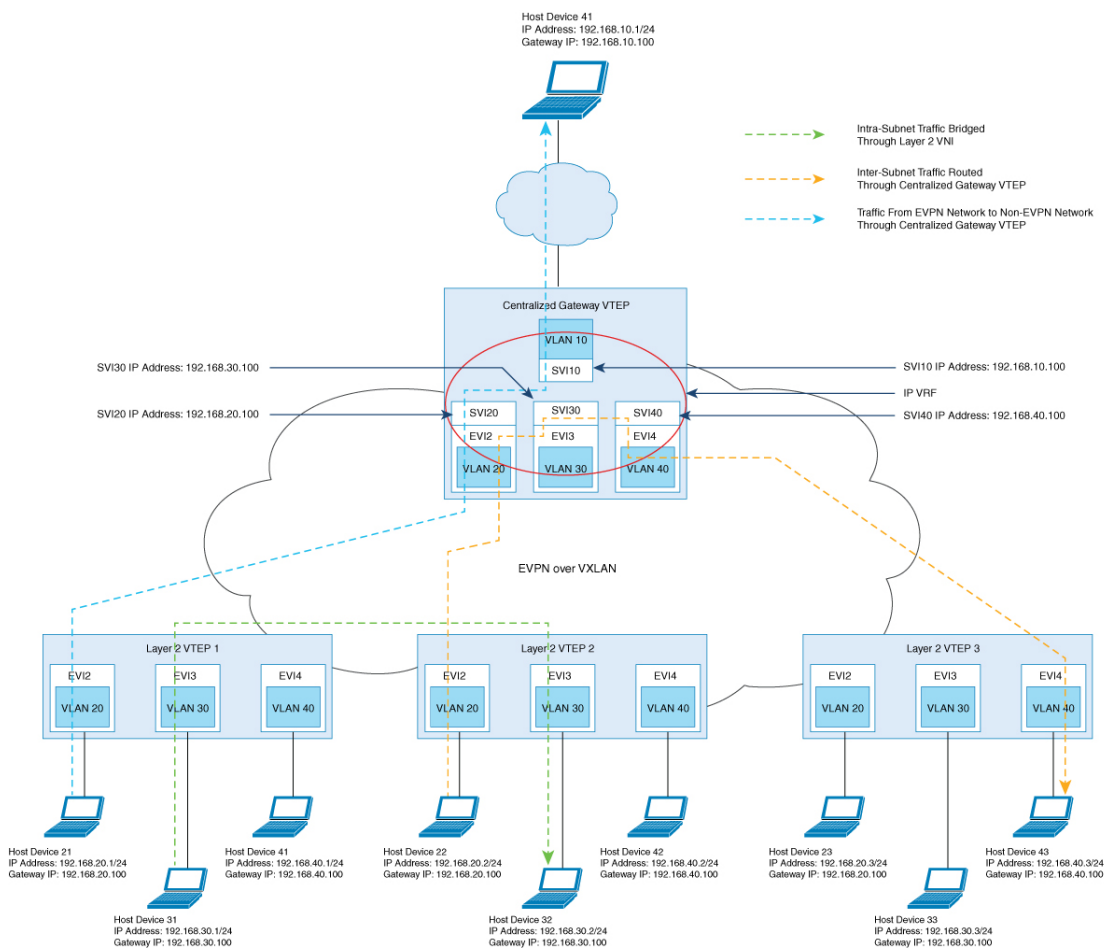 Host Device 41
IP Address: 192.168.10.1/24
Gateway IP: 192.168.10.100
Intra-Subnet Traffic Bridged
Through Layer 2 VNI
Inter-Subnet Traffic Routed
Through Centralized Gateway VTEP
Traffic From EVPN Network to Non-EVPN Network
Through Centralized Gateway VTEP
Centralized Gateway VTEP
VLAN 10
SVI10
SVI30 IP Address: 192.168.30.100
SVI10 IP Address: 192.168.10.100
IP VRF
SVI20 IP Address: 192.168.20.100
SVI40 IP Address: 192.168.40.100
SVI20
EVI2
VLAN 20
SVI30
EVI3
VLAN 30
SVI40
EVI4
VLAN 40
EVPN over VXLAN
Layer 2 VTEP 1
EVI2
VLAN 20
EVI3
VLAN 30
EVI4
VLAN 40
Layer 2 VTEP 2
EVI2
VLAN 20
EVI3
VLAN 30
EVI4
VLAN 40
Layer 2 VTEP 3
EVI2
VLAN 20
EVI3
VLAN 30
EVI4
VLAN 40
Host Device 21
IP Address: 192.168.20.1/24
Gateway IP: 192.168.20.100
Host Device 41
IP Address: 192.168.40.1/24
Gateway IP: 192.168.40.100
Host Device 22
IP Address: 192.168.20.2/24
Gateway IP: 192.168.20.100
Host Device 42
IP Address: 192.168.40.2/24
Gateway IP: 192.168.40.100
Host Device 23
IP Address: 192.168.20.3/24
Gateway IP: 192.168.20.100
Host Device 43
IP Address: 192.168.40.3/24
Gateway IP: 192.168.40.100
Host Device 31
IP Address: 192.168.30.1/24
Gateway IP: 192.168.30.100
Host Device 32
IP Address: 192.168.30.2/24
Gateway IP: 192.168.30.100
Host Device 33
IP Address: 192.168.30.3/24
Gateway IP: 192.168.30.100